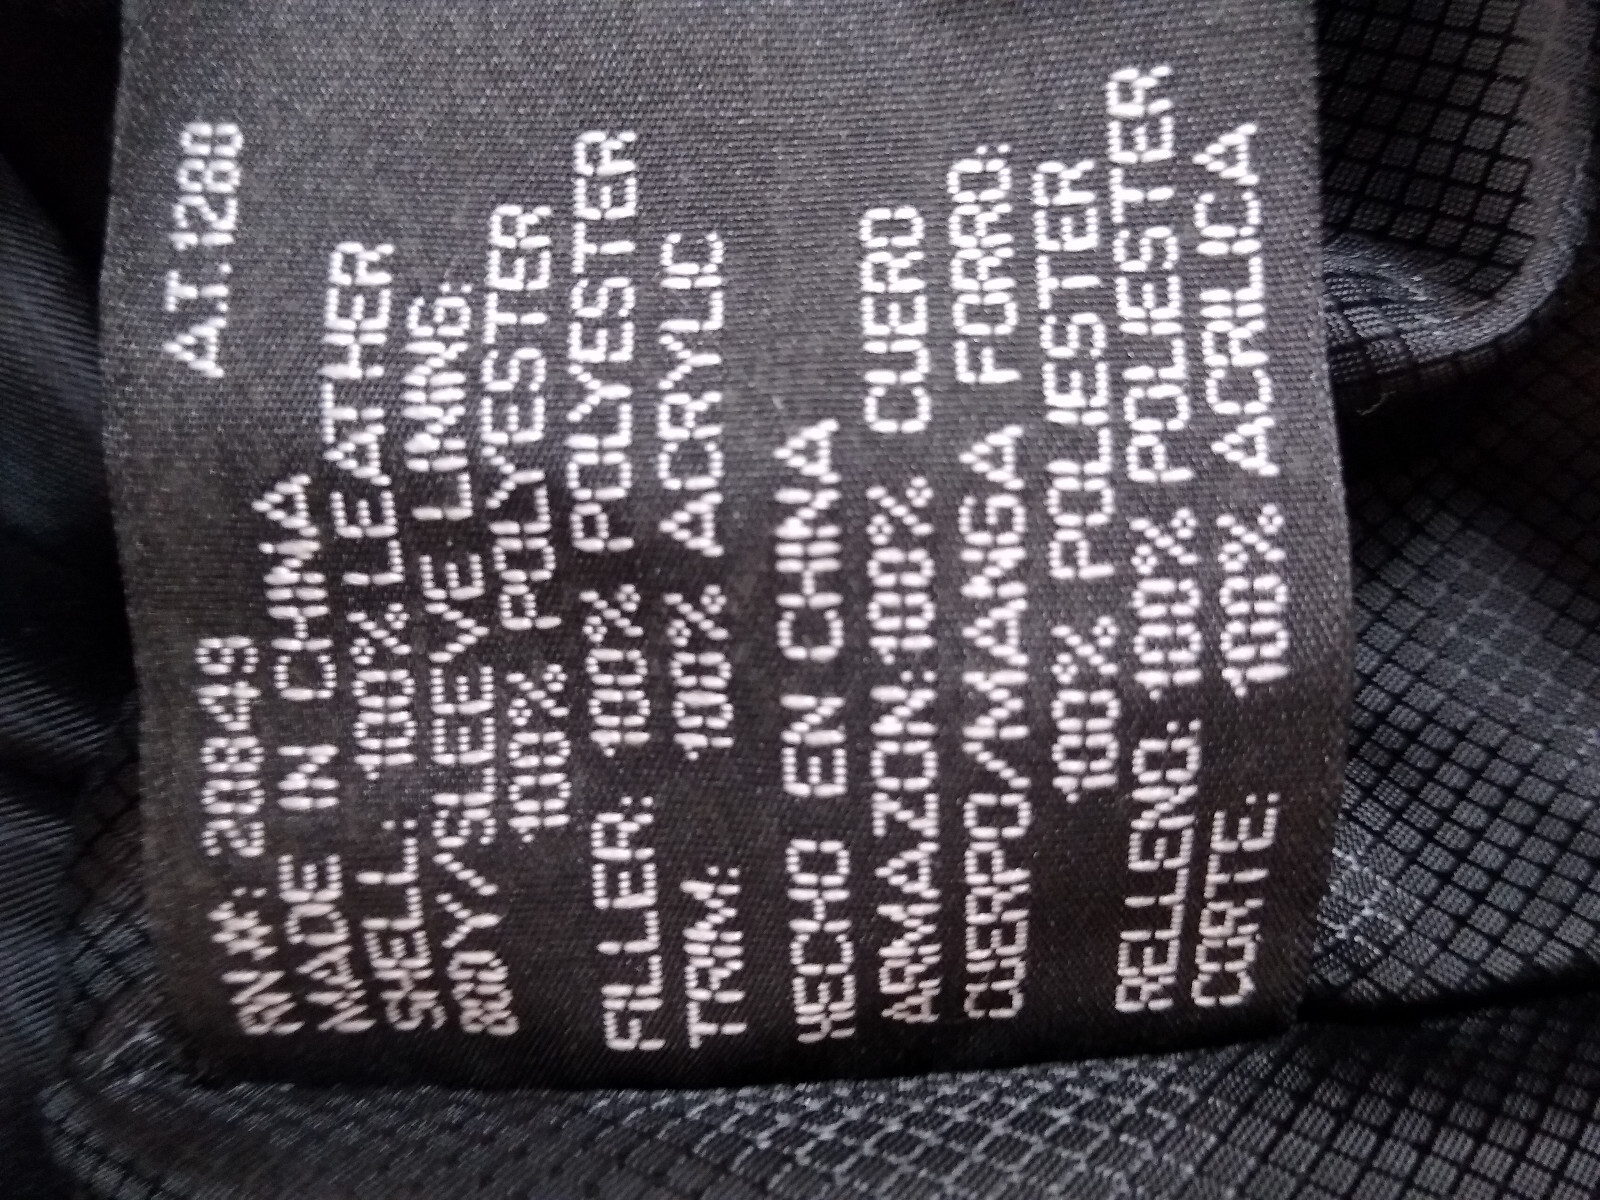 RN#: 20849 A.T.1288
MADE IN CHINA
SHELL: 100% LEATHER
BODY/SLEEVE LINING:
100% POLYESTER
FILLER: 100% POLYESTER
TRIM: 100% ACRYLIC
HECHO EN CHINA
ARMAZON:100% CUERO
CUERPO/MANGA FORRO:
100% POLIESTER
RELLENO: 100% POLIESTER
CORTE: 100% ACRILICA